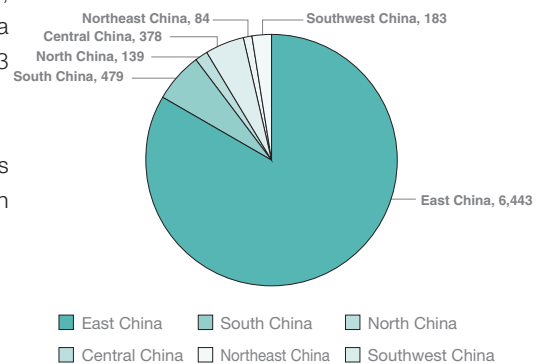 Northeast China, 84
Southwest China, 183
Central China, 378
a
North China, 139
3
South China, 479
s
East China, 6,443
n
East China
South China
North China
Central China
Northeast China
Southwest China